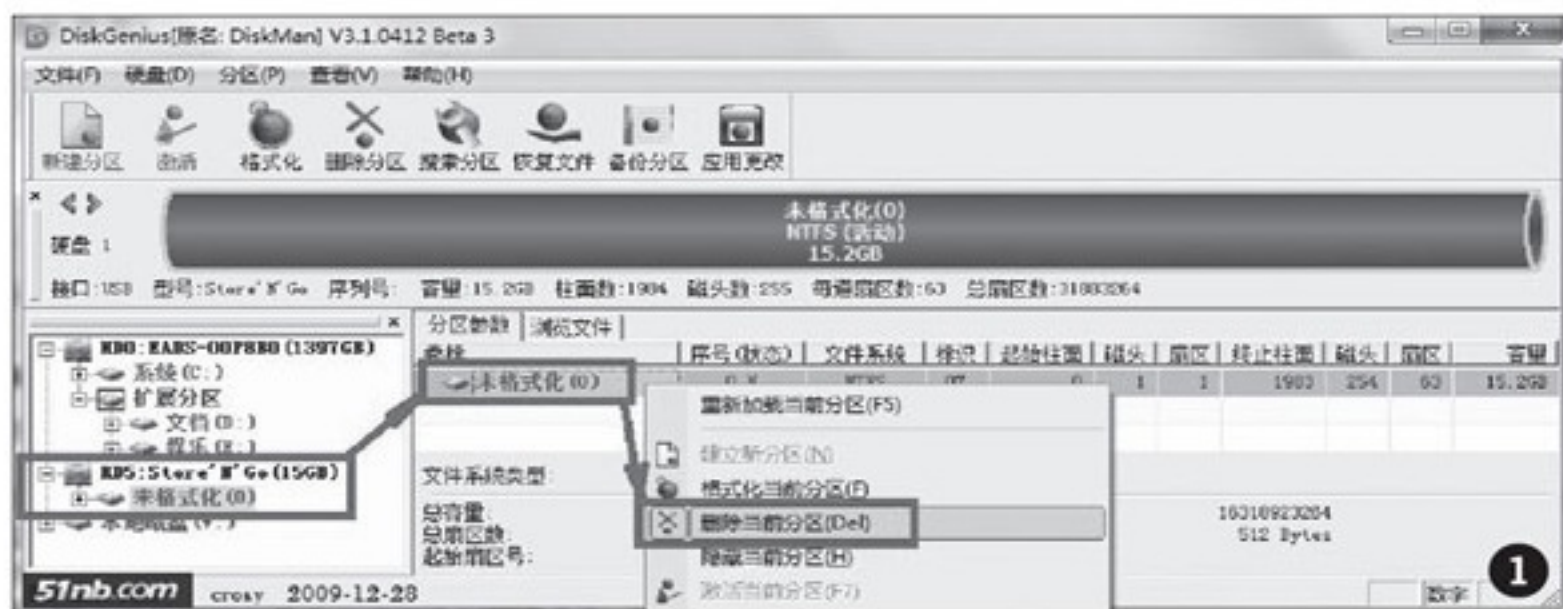 DiskGenius[原名: DiskMan] V3.1.0412 Beta 3
文件(F) 硬盘(D) 分区(P) 查看(V) 帮助(H)
新建分区 激活 格式化 删除分区 搜索分区 恢复文件 备份分区 应用更改
未格式化(0)
NTFS (活动)
15.2GB
硬盘 1
接口:USB 型号:Store'N'Go 序列号: 容量:15.2GB 柱面数:1984 磁头数:255 每道扇区数:63 总扇区数:31883264
分区参数 浏览文件
HD0:EARS-00P8B0(1397GB)
系统(C:)
扩展分区
文档(D:)
娱乐(E:)
HD5:Store'N'Go(15GB)
未格式化(0)
序号(状态) 文件系统 标识 起始柱面 磁头 扇区 终止柱面 磁头 扇区 容量
未格式化(0) 0 NTFS 07 0 1 1 1983 254 63 15.2GB
文件系统类型:
总容量: 512 Bytes
总扇区数:
起始扇区号:
重新加载当前分区(F5)
建立新分区(N)
格式化当前分区(F)
删除当前分区(Del)
隐藏当前分区(H)
激活当前分区(F7)
51nb.com 2009-12-28
数字
1